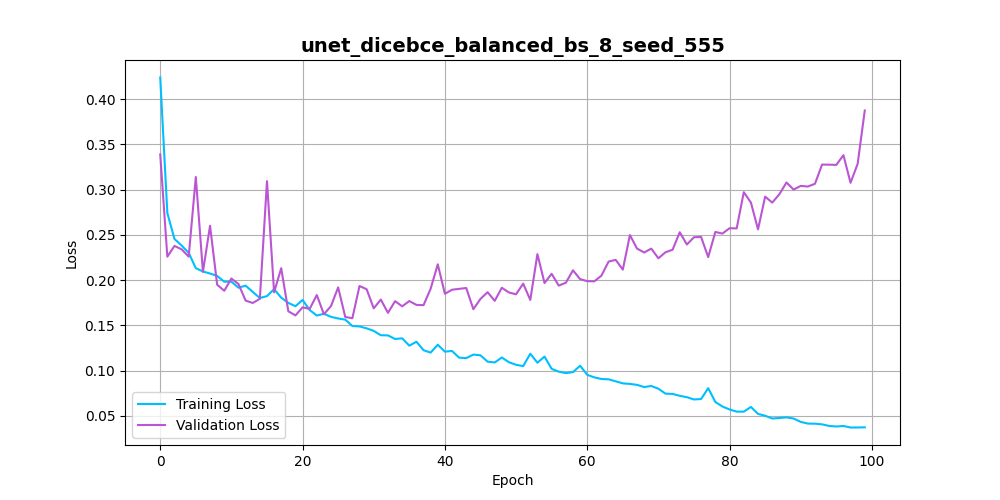 unet_dicebce_balanced_bs_8_seed_555
0.40
0.35
0.30
0.25
0.20
0.15
0.10
0.05
Loss
Training Loss
Validation Loss
0 20 40 60 80 100
Epoch